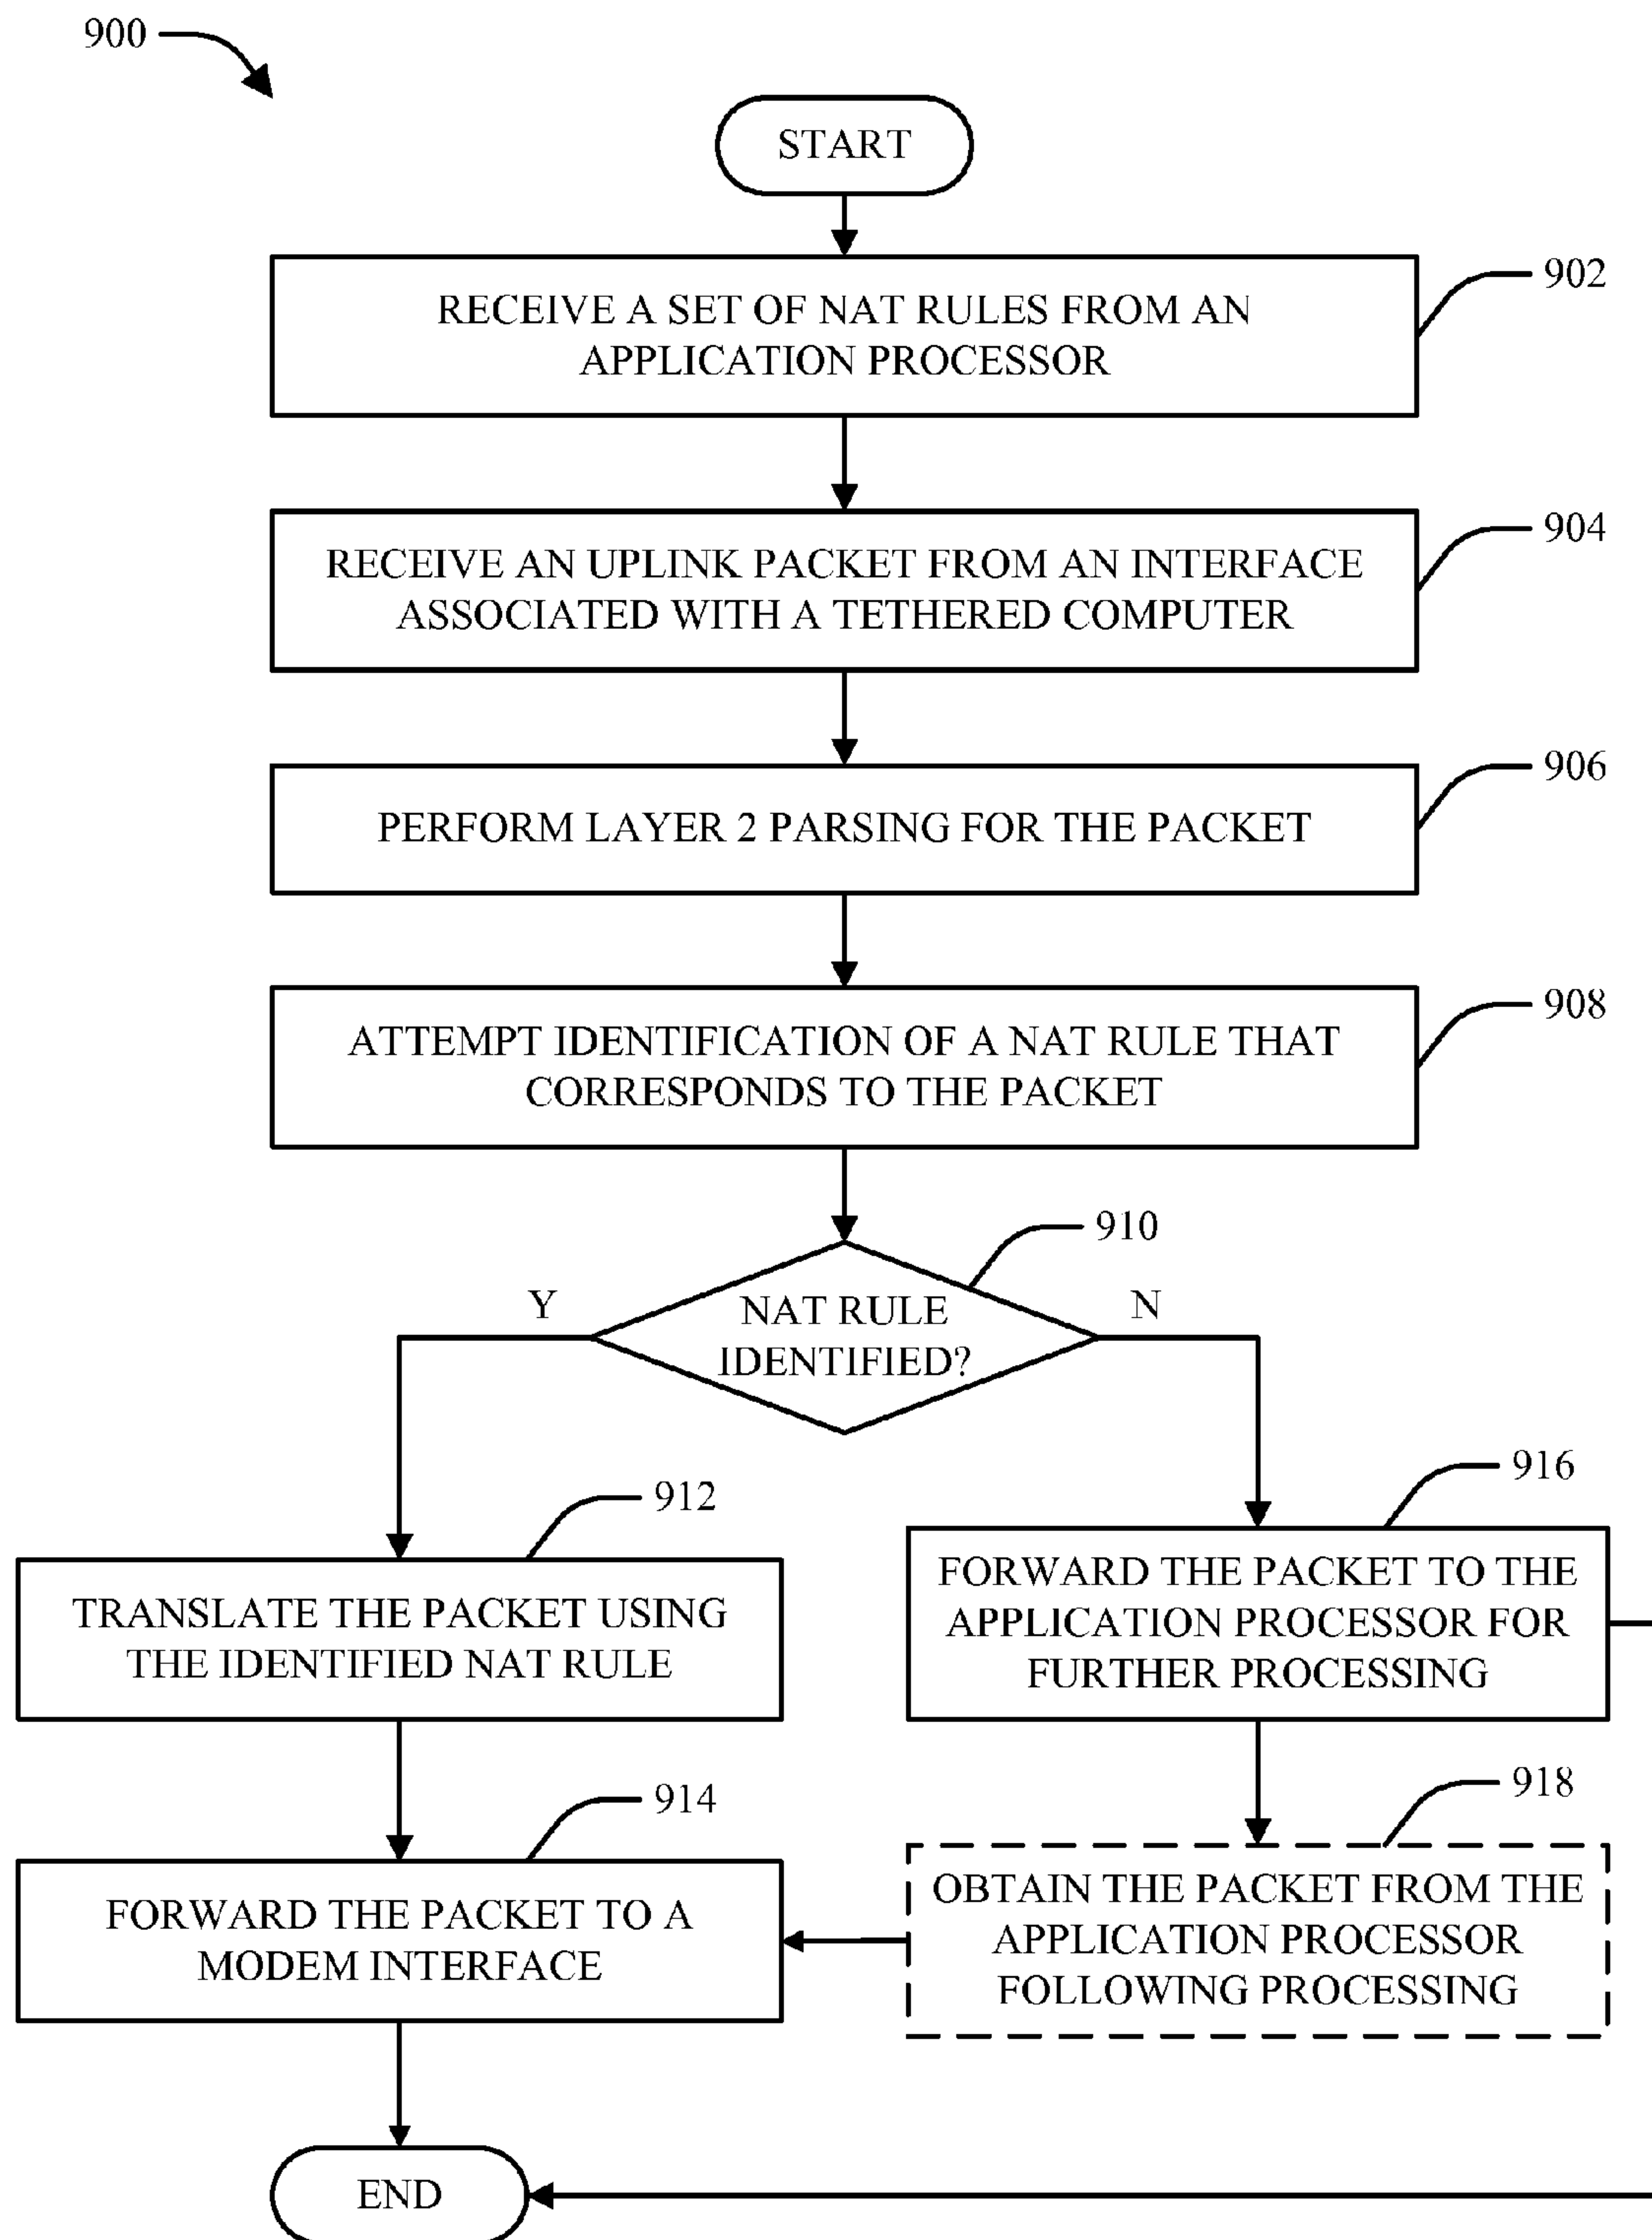 900
START
902
RECEIVE A SET OF NAT RULES FROM AN
APPLICATION PROCESSOR
904
RECEIVE AN UPLINK PACKET FROM AN INTERFACE
ASSOCIATED WITH A TETHERED COMPUTER
906
PERFORM LAYER 2 PARSING FOR THE PACKET
908
ATTEMPT IDENTIFICATION OF A NAT RULE THAT
CORRESPONDS TO THE PACKET
910
Y
NAT RULE
IDENTIFIED?
N
912
TRANSLATE THE PACKET USING
THE IDENTIFIED NAT RULE
916
FORWARD THE PACKET TO THE
APPLICATION PROCESSOR FOR
FURTHER PROCESSING
914
FORWARD THE PACKET TO A
MODEM INTERFACE
918
OBTAIN THE PACKET FROM THE
APPLICATION PROCESSOR
FOLLOWING PROCESSING
END